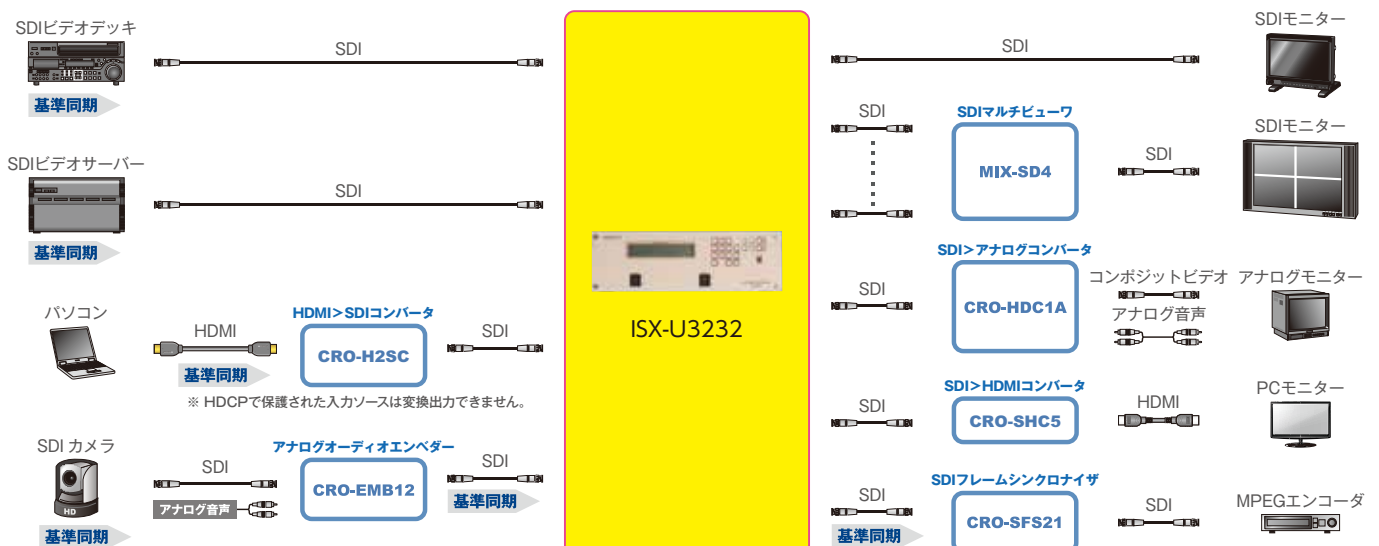 SDIビデオデッキ
SDI
基準同期
SDIビデオサーバー
SDI
基準同期
パソコン
HDMI
基準同期
HDMI>SDIコンバータ
CRO-H2SC
SDI
※ HDCPで保護された入力ソースは変換出力できません。
SDI カメラ
HD
基準同期
SDI
アナログ音声
アナログオーディオエンベダー
CRO-EMB12
SDI
基準同期
ISX-U3232
SDI
SDIモニター
SDI
SDIマルチビューワ
MIX-SD4
SDI
SDIモニター
SDI
SDI>アナログコンバータ
CRO-HDC1A
コンポジットビデオ
アナログ音声
アナログモニター
SDI
SDI>HDMIコンバータ
CRO-SHC5
HDMI
PCモニター
SDI
基準同期
SDIフレームシンクロナイザ
CRO-SFS21
SDI
MPEGエンコーダ